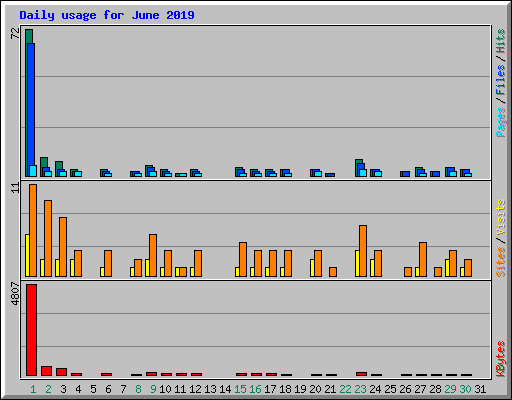 Daily usage for June 2019
72
Pages / Files / Hits
11
Sites / Visits
4807
KBytes
1 2 3 4 5 6 7 8 9 10 11 12 13 14 15 16 17 18 19 20 21 22 23 24 25 26 27 28 29 30 31